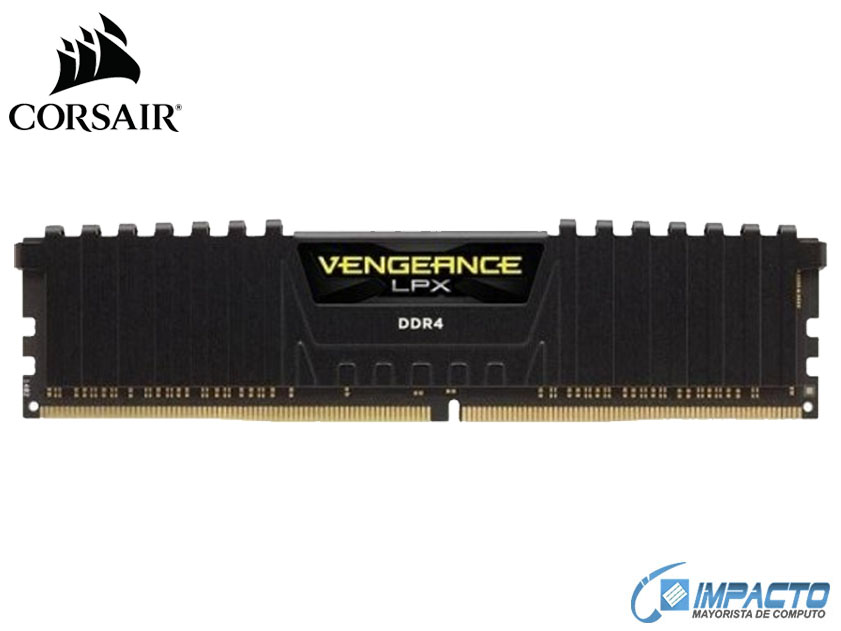 CORSAIR®
VENGEANCE
LPX
DDR4
IMPACTO
MAYORISTA DE COMPUTO